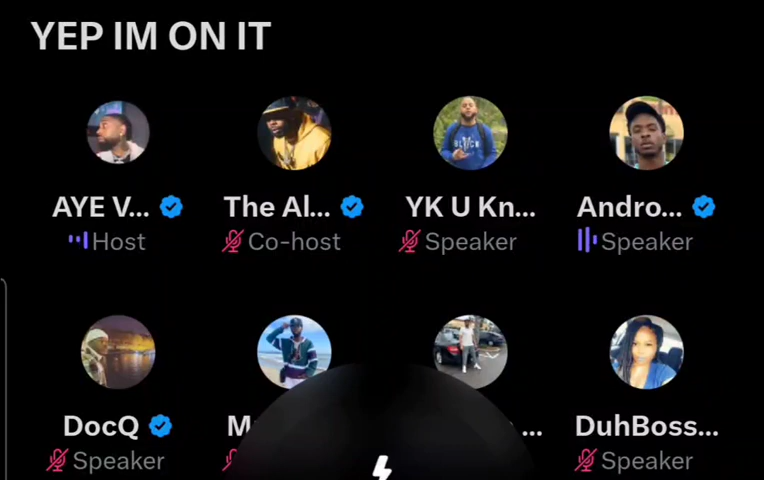 YEP IM ON IT
AYE V... The Al... YK U Kn... Andro...
Host Co-host Speaker Speaker
DocQ M ... DuhBoss...
Speaker Speaker